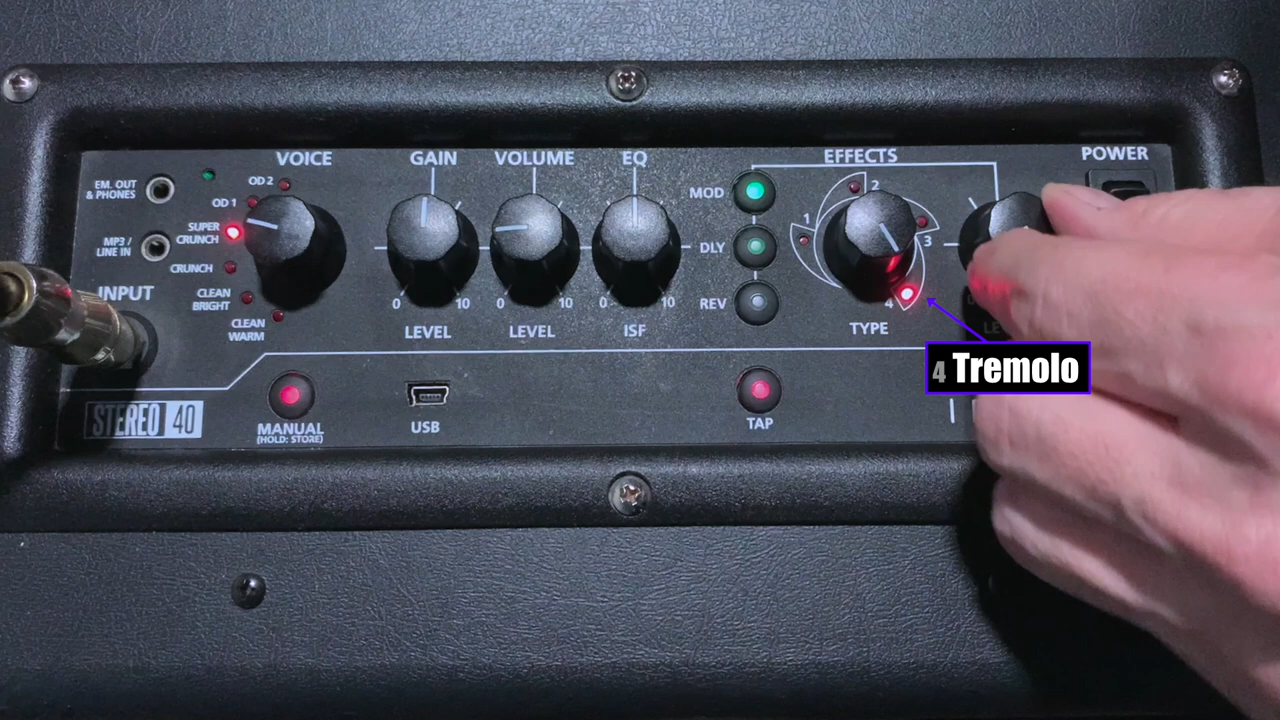 VOICE
GAIN
VOLUME
EQ
EFFECTS
POWER
EM. OUT
& PHONES
OD 2
OD 1
SUPER
CRUNCH
MP3 /
LINE IN
CRUNCH
INPUT
CLEAN
BRIGHT
CLEAN
WARM
0 10
LEVEL
0 10
LEVEL
0 10
ISF
MOD
DLY
REV
1
2
3
4
TYPE
0
LE
4 Tremolo
STEREO 40
MANUAL
(HOLD: STORE)
USB
TAP